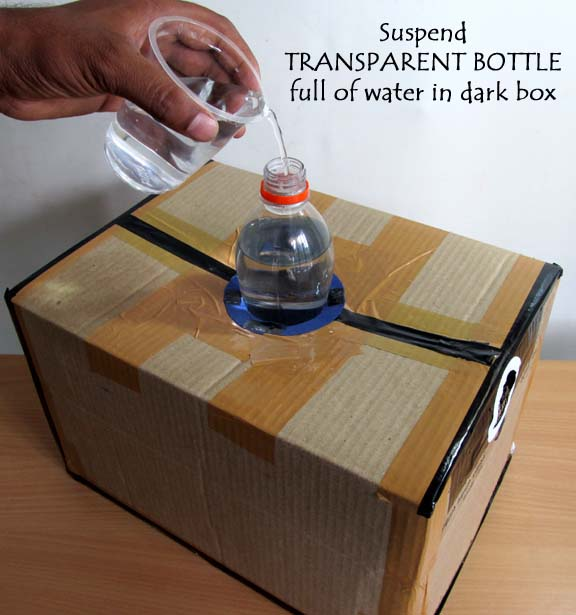 Suspend
TRANSPARENT BOTTLE
full of water in dark box